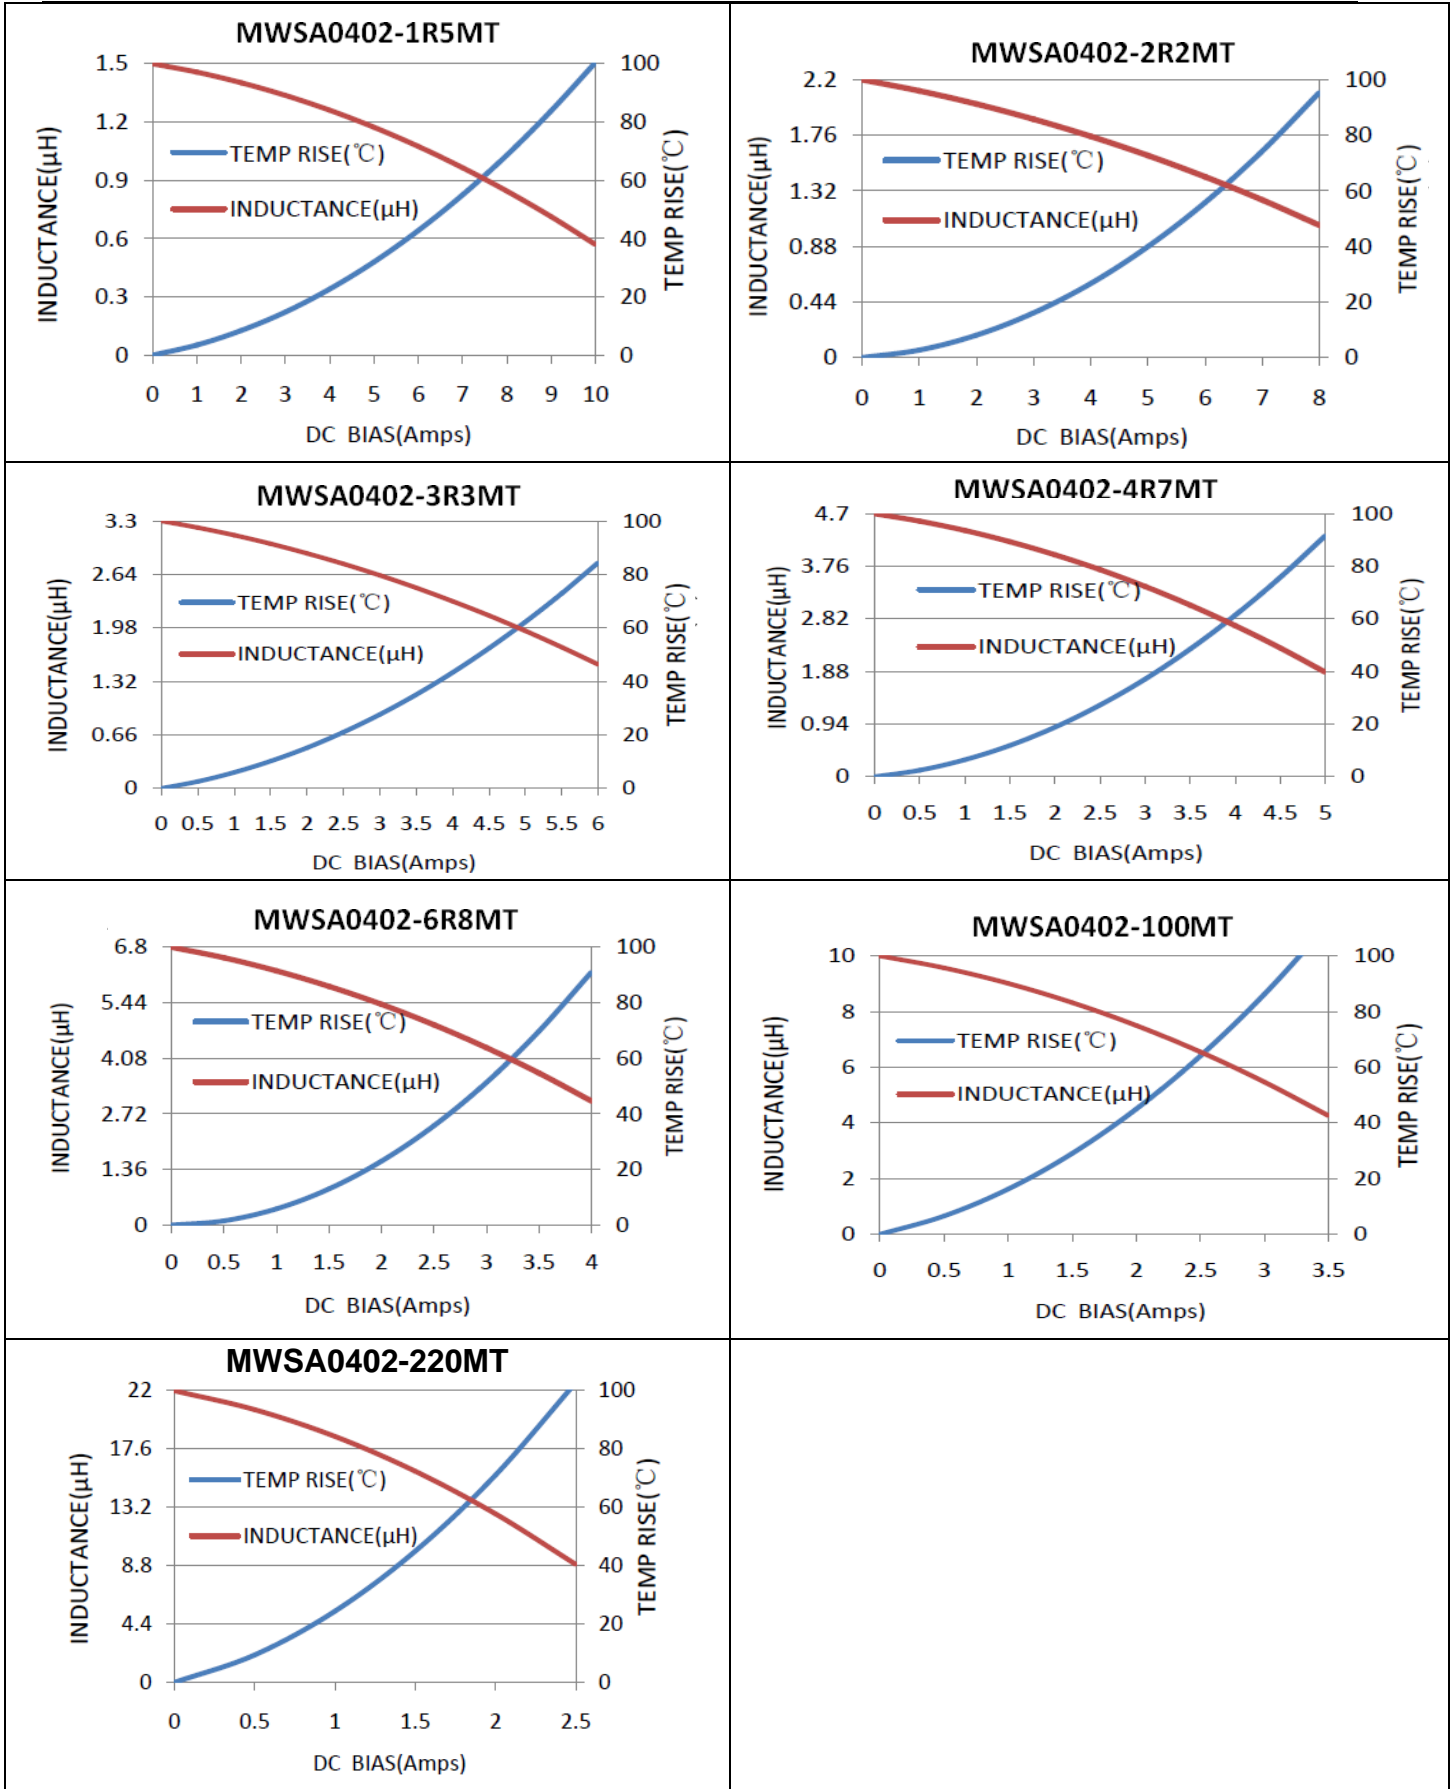 MWSA0402-1R5MT
1.5 100
1.2 80
0.9 60
0.6 40
0.3 20
0 0
INDUCTANCE(μH)
TEMP RISE(℃)
TEMP RISE(℃)
INDUCTANCE(μH)
0 1 2 3 4 5 6 7 8 9 10
DC BIAS(Amps)
MWSA0402-2R2MT
2.2 100
1.76 80
1.32 60
0.88 40
0.44 20
0 0
INDUCTANCE(μH)
TEMP RISE(℃)
TEMP RISE(℃)
INDUCTANCE(μH)
0 1 2 3 4 5 6 7 8
DC BIAS(Amps)
MWSA0402-3R3MT
3.3 100
2.64 80
1.98 60
1.32 40
0.66 20
0 0
INDUCTANCE(μH)
TEMP RISE(℃)
TEMP RISE(℃)
INDUCTANCE(μH)
0 0.5 1 1.5 2 2.5 3 3.5 4 4.5 5 5.5 6
DC BIAS(Amps)
MWSA0402-4R7MT
4.7 100
3.76 80
2.82 60
1.88 40
0.94 20
0 0
INDUCTANCE(μH)
TEMP RISE(℃)
TEMP RISE(℃)
INDUCTANCE(μH)
0 0.5 1 1.5 2 2.5 3 3.5 4 4.5 5
DC BIAS(Amps)
MWSA0402-6R8MT
6.8 100
5.44 80
4.08 60
2.72 40
1.36 20
0 0
INDUCTANCE(μH)
TEMP RISE(℃)
TEMP RISE(℃)
INDUCTANCE(μH)
0 0.5 1 1.5 2 2.5 3 3.5 4
DC BIAS(Amps)
MWSA0402-100MT
10 100
8 80
6 60
4 40
2 20
0 0
INDUCTANCE(μH)
TEMP RISE(℃)
TEMP RISE(℃)
INDUCTANCE(μH)
0 0.5 1 1.5 2 2.5 3 3.5
DC BIAS(Amps)
MWSA0402-220MT
22 100
17.6 80
13.2 60
8.8 40
4.4 20
0 0
INDUCTANCE(μH)
TEMP RISE(℃)
TEMP RISE(℃)
INDUCTANCE(μH)
0 0.5 1 1.5 2 2.5
DC BIAS(Amps)